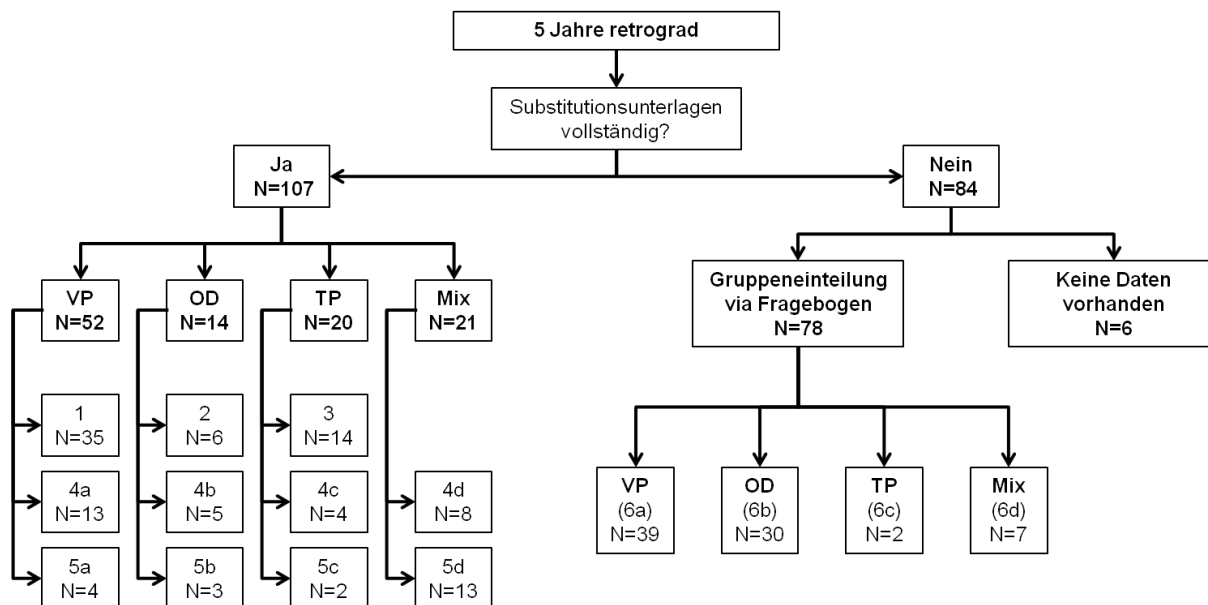 5 Jahre retrograd
Substitutionsunterlagen
vollständig?
Ja
N=107
Nein
N=84
VP
N=52
OD
N=14
TP
N=20
Mix
N=21
Gruppeneinteilung
via Fragebogen
N=78
Keine Daten
vorhanden
N=6
1
N=35
2
N=6
3
N=14
4a
N=13
4b
N=5
4c
N=4
4d
N=8
5a
N=4
5b
N=3
5c
N=2
5d
N=13
VP
(6a)
N=39
OD
(6b)
N=30
TP
(6c)
N=2
Mix
(6d)
N=7